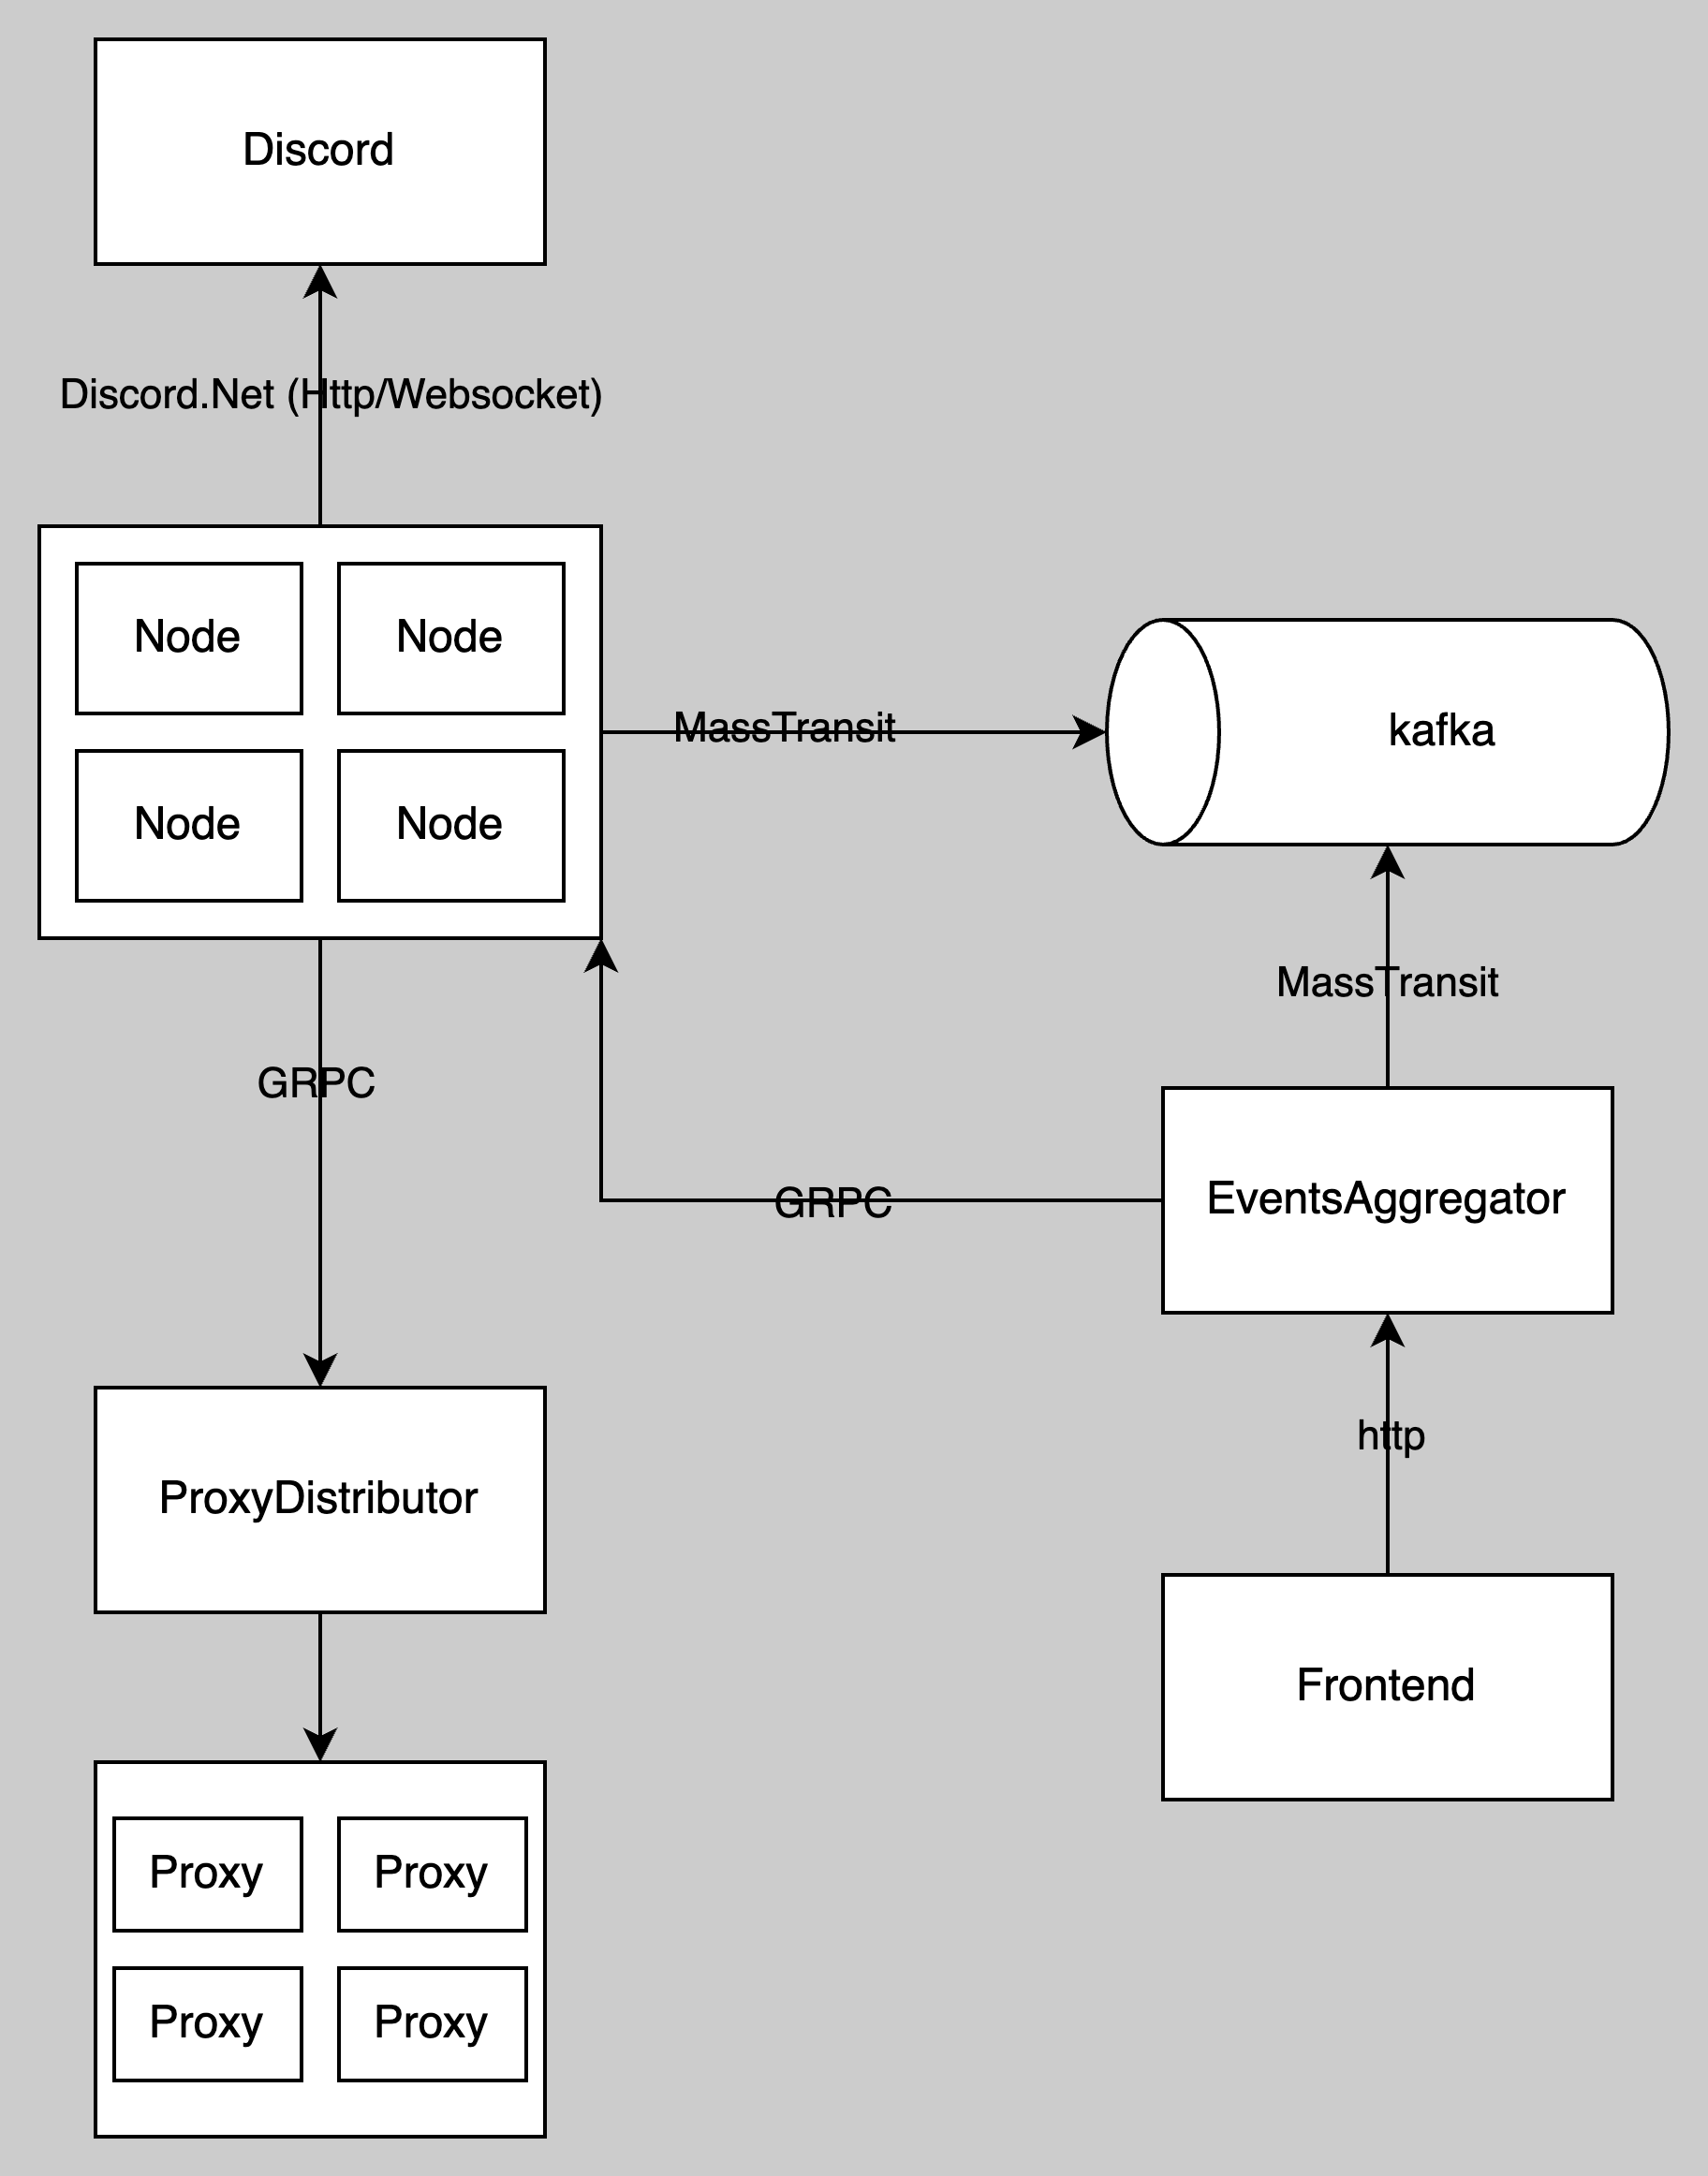 Discord
Discord.Net (Http/Websocket)
Node
Node
Node
Node
MassTransit
kafka
MassTransit
GRPC
GRPC
EventsAggregator
http
ProxyDistributor
Frontend
Proxy
Proxy
Proxy
Proxy